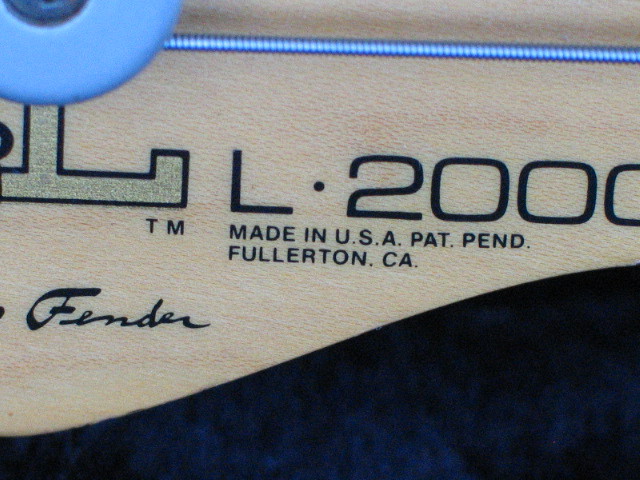 L L·2000
TM
MADE IN U.S.A. PAT. PEND.
FULLERTON, CA.
Fender